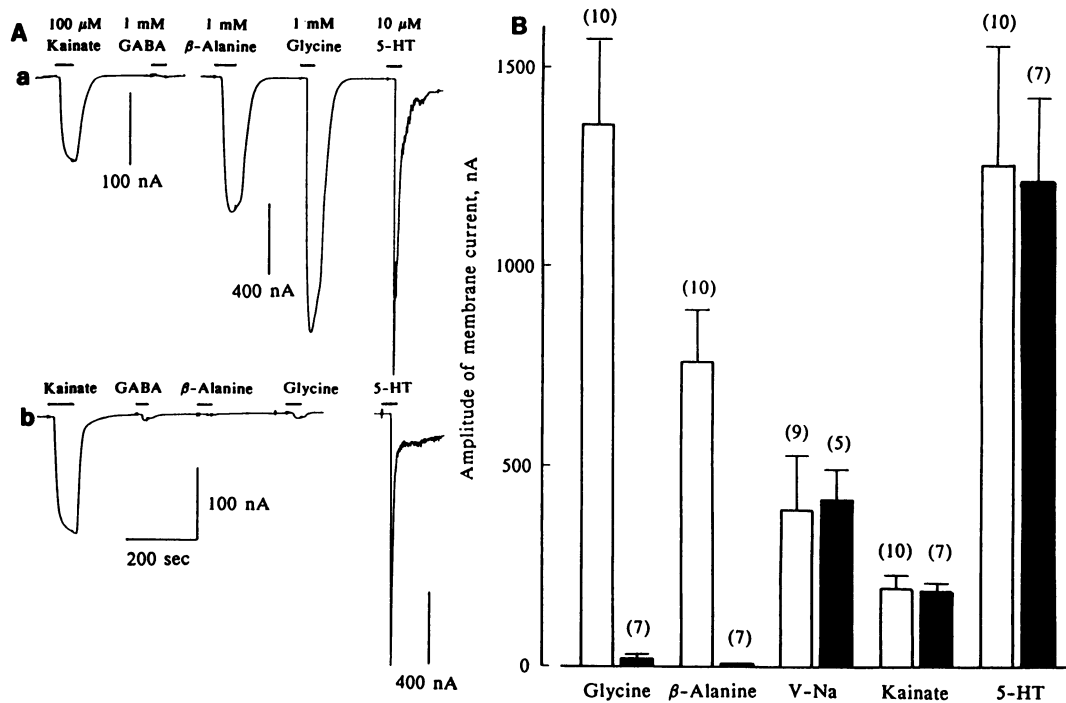 A
100 µM 1 mM 1 mM 1 mM 10 µM
Kainate GABA β-Alanine Glycine 5-HT
a
100 nA
400 nA
Kainate GABA β-Alanine Glycine 5-HT
b
100 nA
200 sec
400 nA
B
Amplitude of membrane current, nA
1500
1000
500
0
(10)
(7)
(10)
(7)
(9)
(5)
(10)
(7)
(10)
(7)
Glycine β-Alanine V-Na Kainate 5-HT